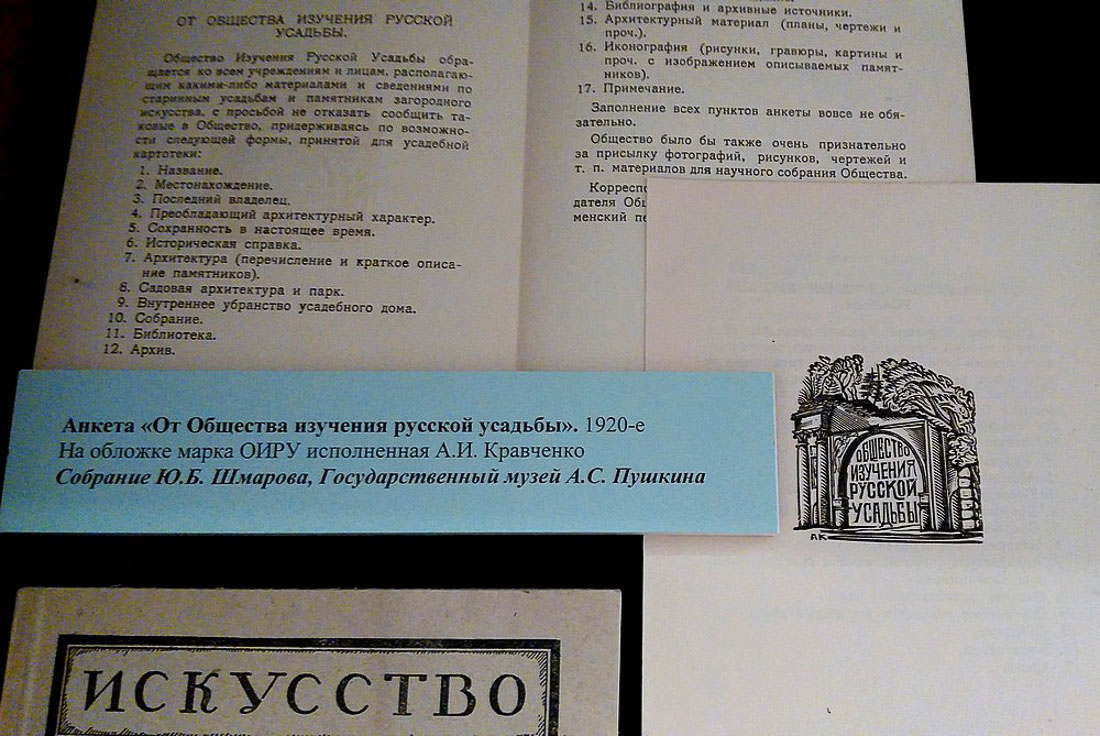 ОТ ОБЩЕСТВА ИЗУЧЕНИЯ РУССКОЙ
УСАДЬБЫ.
Общество Изучения Русской Усадьбы обра-
щается ко всем учреждениям и лицам, располагаю-
щим какими-либо материалами и сведениями по
старинным усадьбам и памятникам загородного
искусства, с просьбой не отказать сообщить та-
ковые в Общество, придерживаясь по возможно-
сти следующей формы, принятой для усадебной
картотеки:
1. Название.
2. Местонахождение.
3. Последний владелец.
4. Преобладающий архитектурный характер.
5. Сохранность в настоящее время.
6. Историческая справка.
7. Архитектура (перечисление и краткое описа-
ние памятников).
8. Садовая архитектура и парк.
9. Внутреннее убранство усадебного дома.
10. Собрание.
11. Библиотека.
12. Архив.
14. Библиография и архивные источники.
15. Архитектурный материал (планы, чертежи и
проч.).
16. Иконография (рисунки, гравюры, картины и
проч. с изображением описываемых памят-
ников).
17. Примечание.
Заполнение всех пунктов анкеты вовсе не обя-
зательно.
Общество было бы также очень признательно
за присылку фотографий, рисунков, чертежей и
т. п. материалов для научного собрания Общества.
Корреспо
дателя Общ
менский пе
Анкета «От Общества изучения русской усадьбы». 1920-е
На обложке марка ОИРУ исполненная А.И. Кравченко
Собрание Ю.Б. Шмарова, Государственный музей А.С. Пушкина
ОБЩЕСТВО
ИЗУЧЕНИЯ
РУССКОЙ
УСАДЬБЫ
АК
ИСКУССТВО